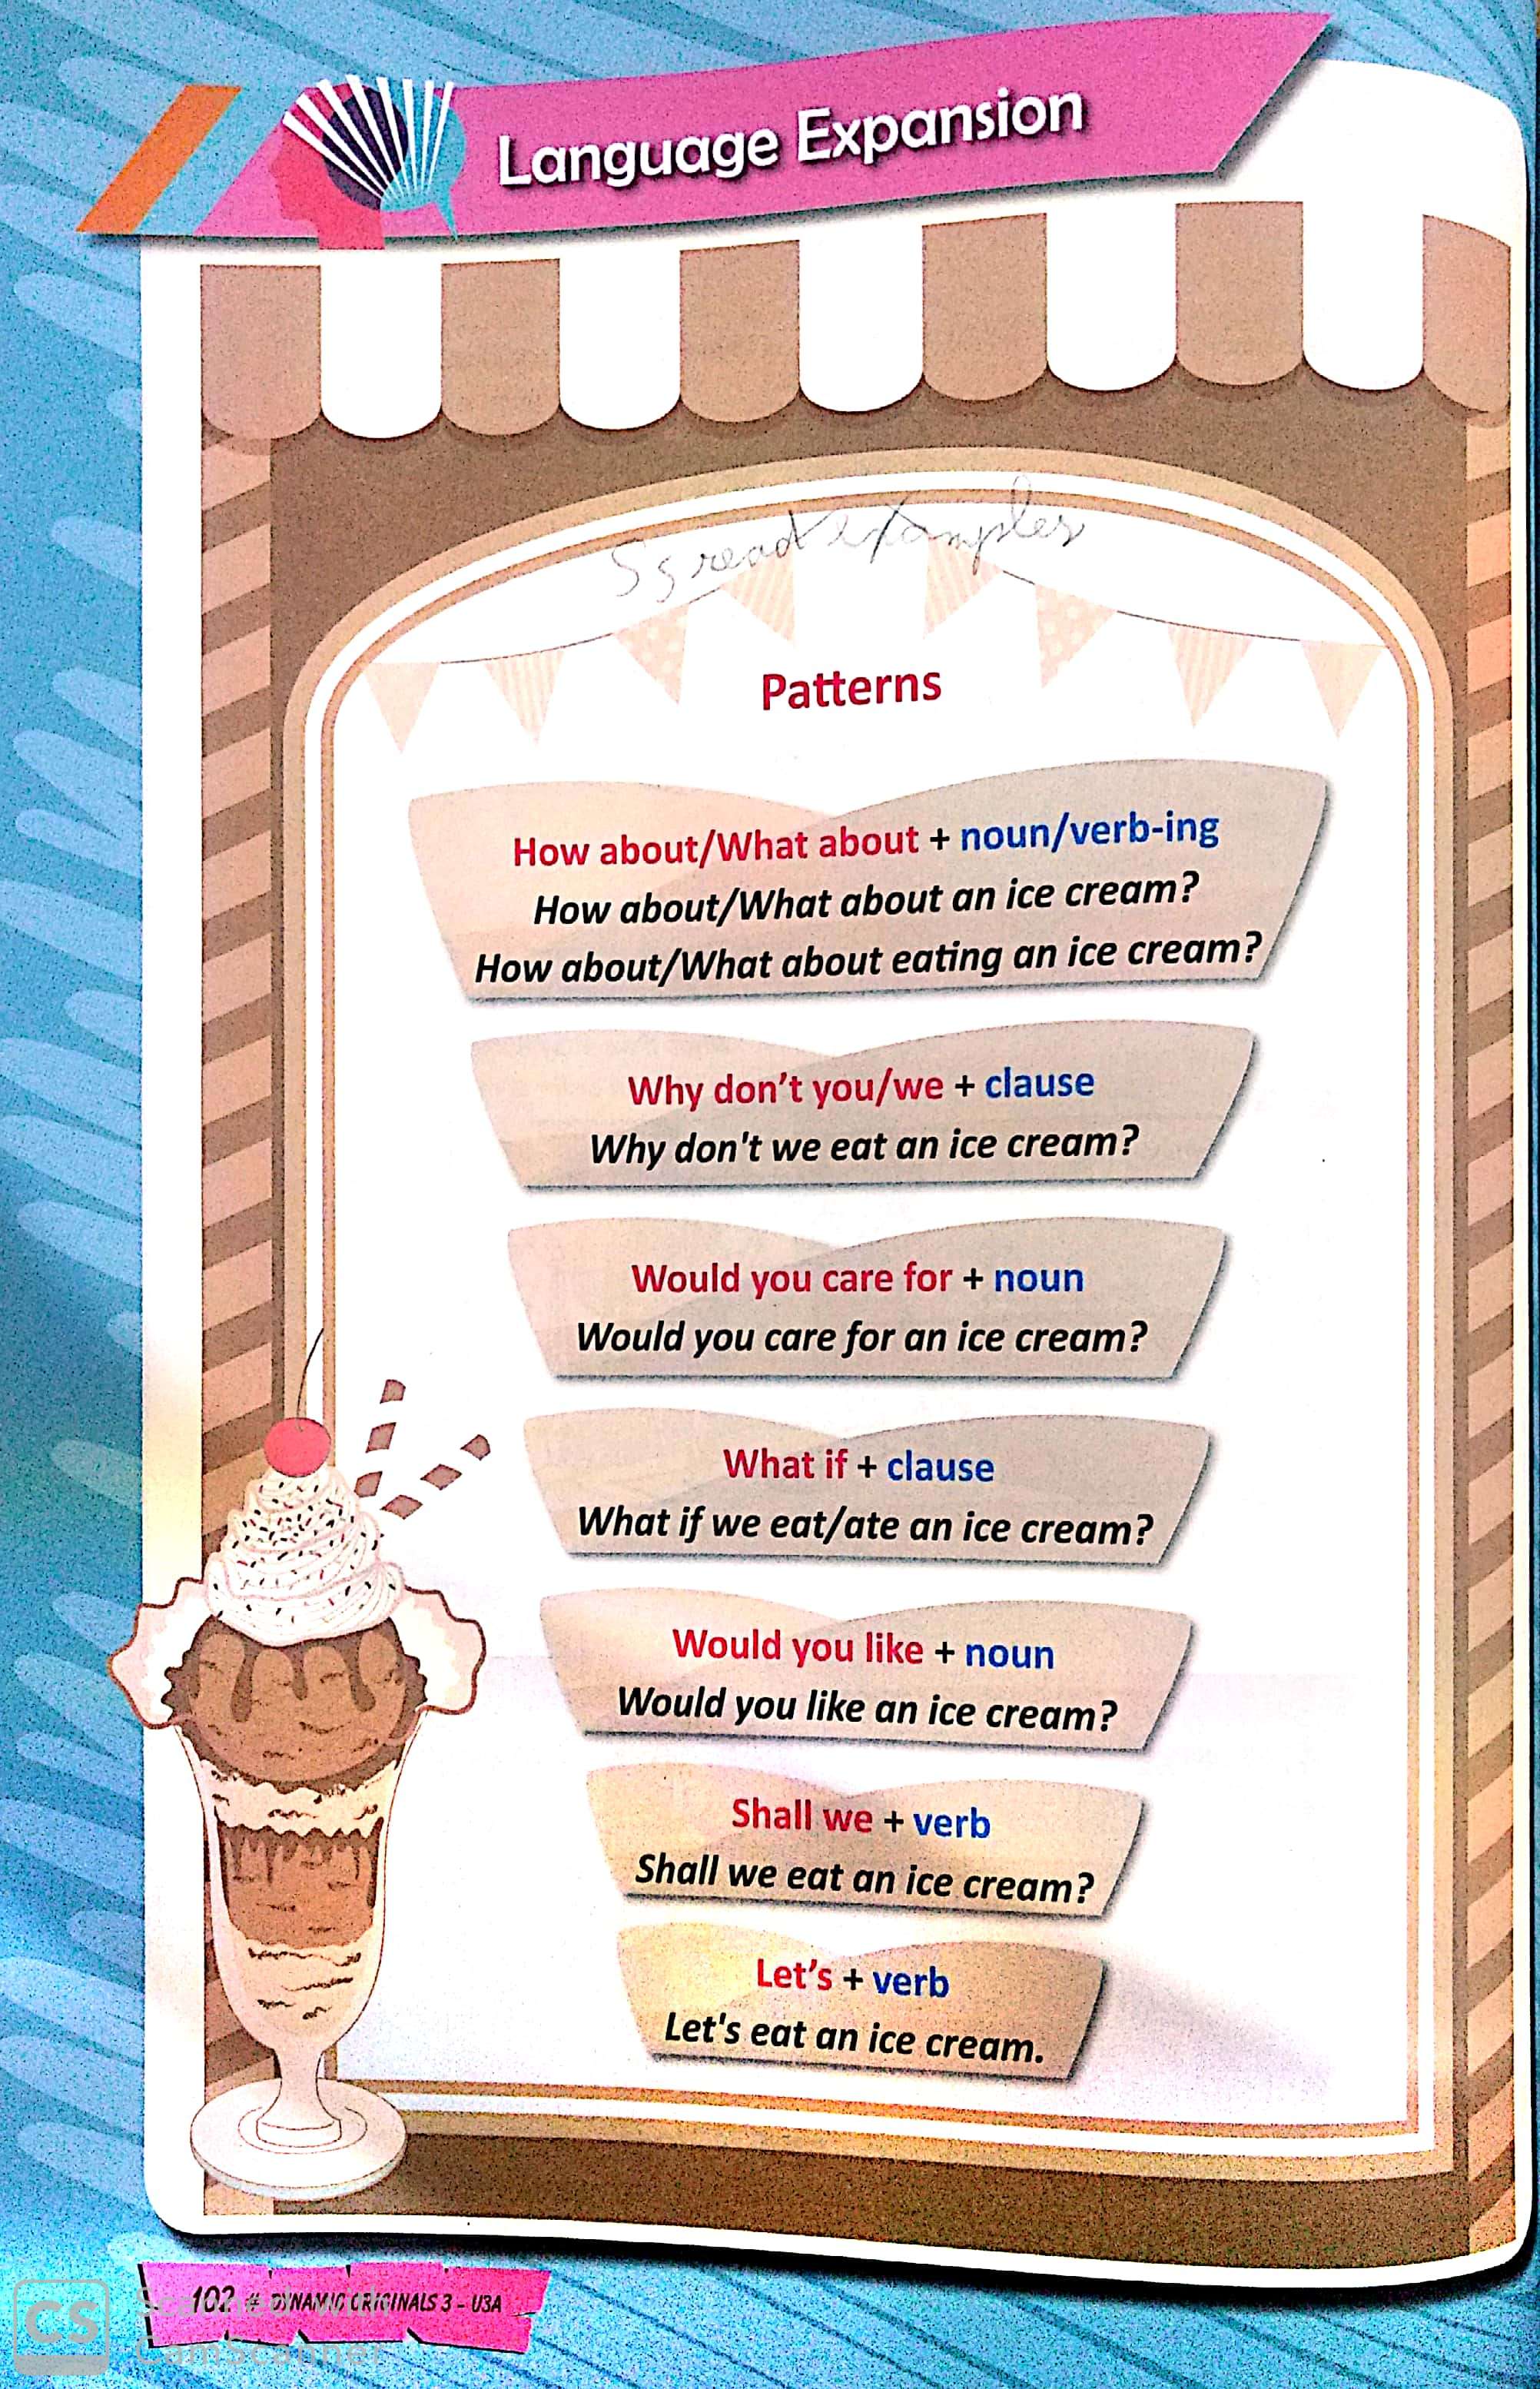 Language Expansion
Ss read examples
Patterns
How about/What about + noun/verb-ing
How about/What about an ice cream?
How about/What about eating an ice cream?
Why don't you/we + clause
Why don't we eat an ice cream?
Would you care for + noun
Would you care for an ice cream?
What if + clause
What if we eat/ate an ice cream?
Would you like + noun
Would you like an ice cream?
Shall we + verb
Shall we eat an ice cream?
Let's + verb
Let's eat an ice cream.
102 # DYNAMIC ORIGINALS 3 - U3A
CS
Scanned with
CamScanner